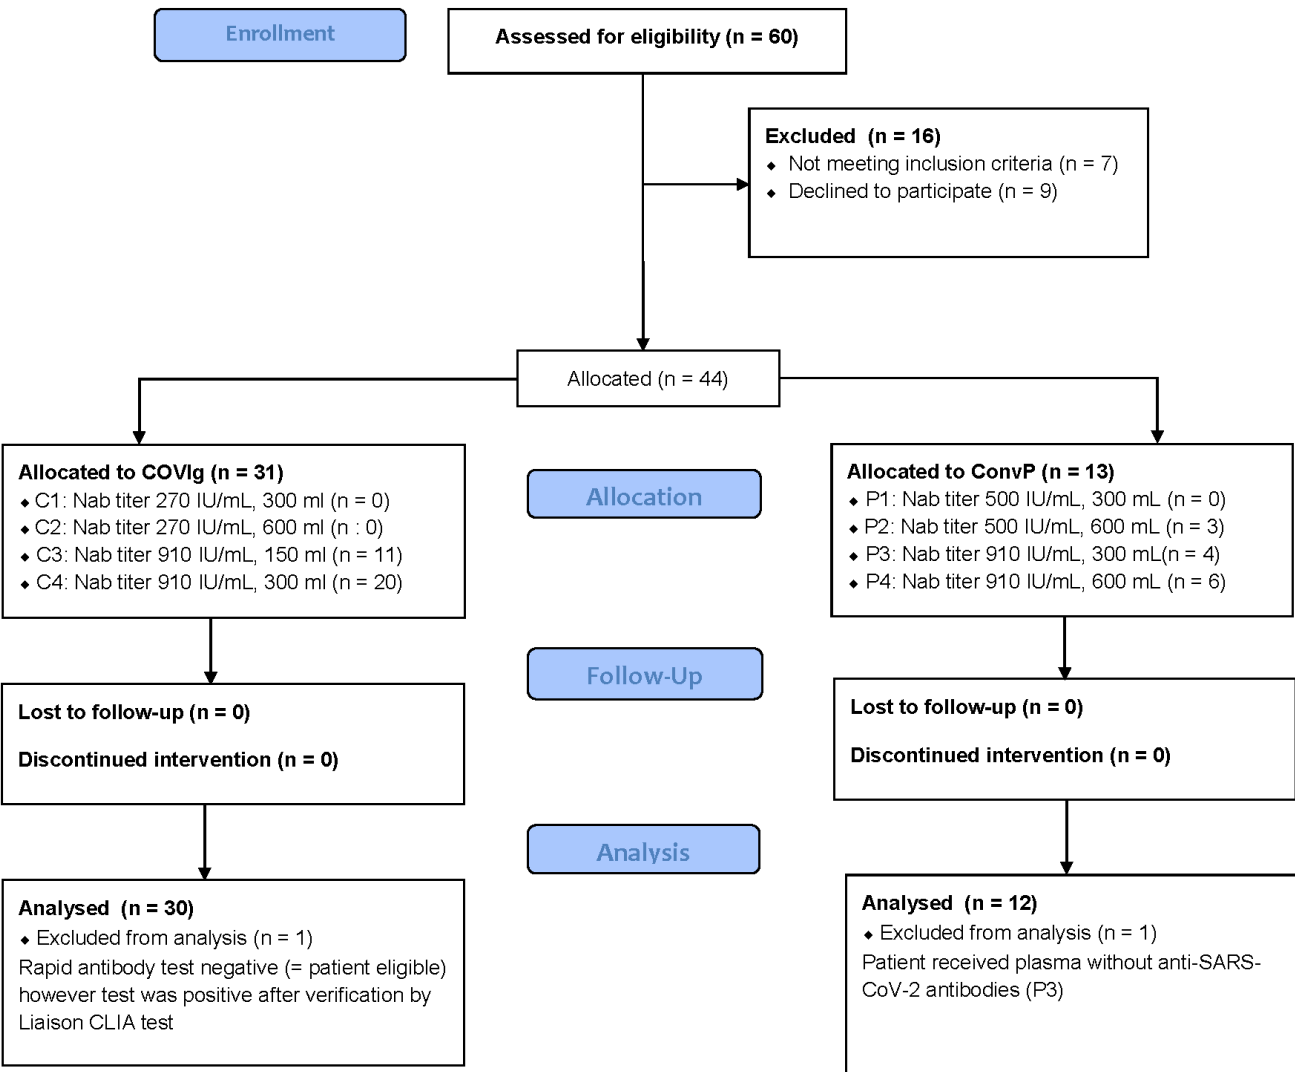 Enrollment
Assessed for eligibility (n = 60)
Excluded (n = 16)
⬥ Not meeting inclusion criteria (n = 7)
⬥ Declined to participate (n = 9)
Allocated (n = 44)
Allocated to COVIg (n = 31)
⬥ C1: Nab titer 270 IU/mL, 300 ml (n = 0)
⬥ C2: Nab titer 270 IU/mL, 600 ml (n : 0)
⬥ C3: Nab titer 910 IU/mL, 150 ml (n = 11)
⬥ C4: Nab titer 910 IU/mL, 300 ml (n = 20)
Allocation
Allocated to ConvP (n = 13)
⬥ P1: Nab titer 500 IU/mL, 300 mL (n = 0)
⬥ P2: Nab titer 500 IU/mL, 600 mL (n = 3)
⬥ P3: Nab titer 910 IU/mL, 300 mL(n = 4)
⬥ P4: Nab titer 910 IU/mL, 600 mL (n = 6)
Follow-Up
Lost to follow-up (n = 0)
Discontinued intervention (n = 0)
Lost to follow-up (n = 0)
Discontinued intervention (n = 0)
Analysis
Analysed (n = 30)
⬥ Excluded from analysis (n = 1)
Rapid antibody test negative (= patient eligible)
however test was positive after verification by
Liaison CLIA test
Analysed (n = 12)
⬥ Excluded from analysis (n = 1)
Patient received plasma without anti-SARS-
CoV-2 antibodies (P3)